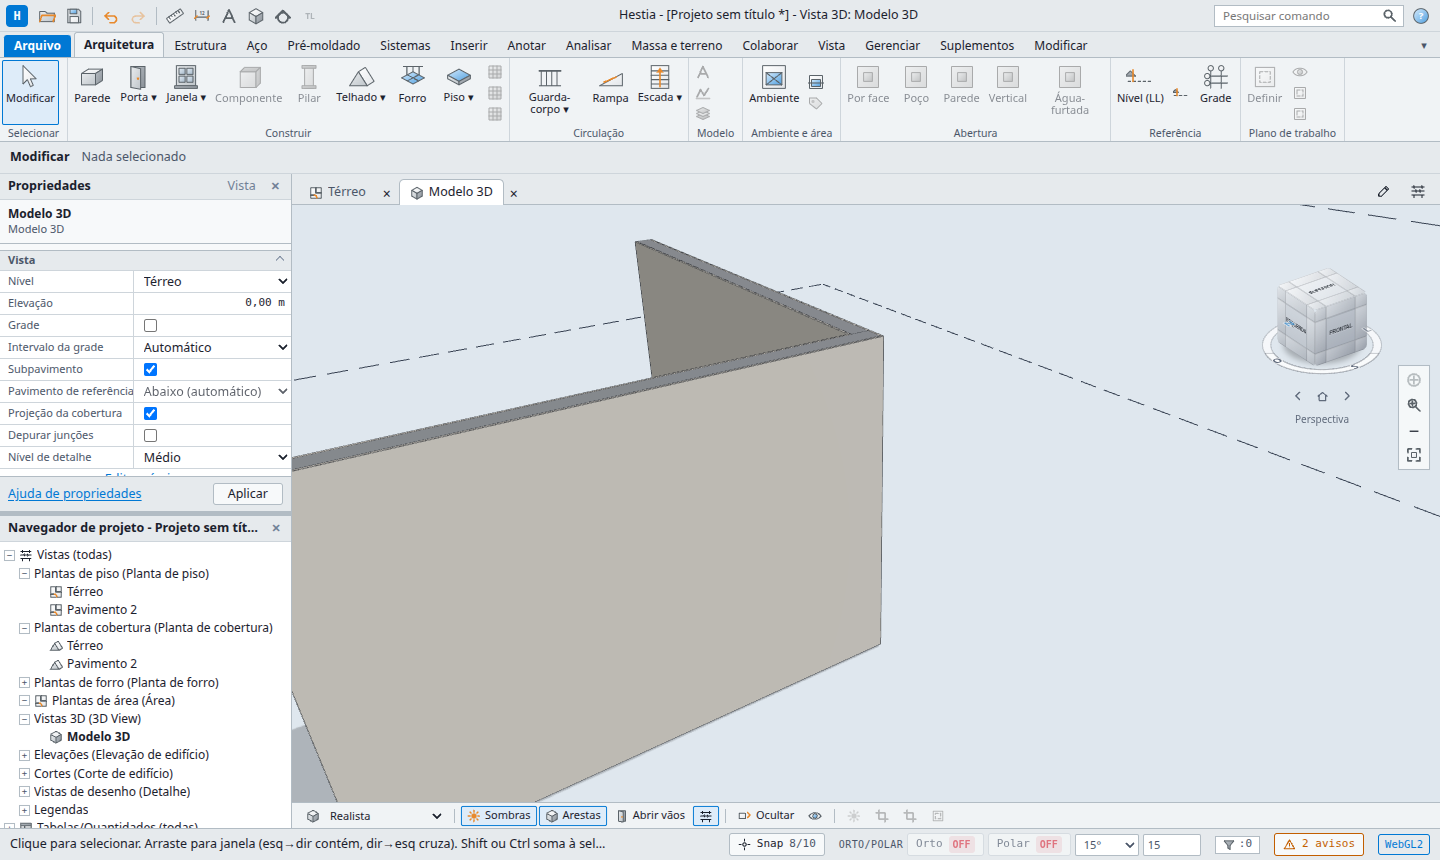 H
TL
Hestia - [Projeto sem título *] - Vista 3D: Modelo 3D
Pesquisar comando
?
Arquivo
Arquitetura
Estrutura
Aço
Pré-moldado
Sistemas
Inserir
Anotar
Analisar
Massa e terreno
Colaborar
Vista
Gerenciar
Suplementos
Modificar
Modificar
Parede
Porta ▾
Janela ▾
Componente
Pilar
Telhado ▾
Forro
Piso ▾
Guarda-
corpo ▾
Rampa
Escada ▾
Ambiente
Por face
Poço
Parede
Vertical
Água-
furtada
Nível (LL)
Grade
Definir
Selecionar
Construir
Circulação
Modelo
Ambiente e área
Abertura
Referência
Plano de trabalho
Modificar Nada selecionado
Propriedades
Vista
Modelo 3D
Modelo 3D
Vista
Nível
Térreo
Elevação
0,00 m
Grade
Intervalo da grade
Automático
Subpavimento
Pavimento de referência
Abaixo (automático)
Projeção da cobertura
Depurar junções
Nível de detalhe
Médio
Ajuda de propriedades
Aplicar
Navegador de projeto - Projeto sem tít...
Vistas (todas)
Plantas de piso (Planta de piso)
Térreo
Pavimento 2
Plantas de cobertura (Planta de cobertura)
Térreo
Pavimento 2
Plantas de forro (Planta de forro)
Plantas de área (Área)
Vistas 3D (3D View)
Modelo 3D
Elevações (Elevação de edifício)
Cortes (Corte de edifício)
Vistas de desenho (Detalhe)
Legendas
Tabelas/Quantidades (todas)
Térreo
Modelo 3D
SUPERIOR
FRONTAL
O
S
Perspectiva
Realista
Sombras
Arestas
Abrir vãos
Ocultar
Clique para selecionar. Arraste para janela (esq→dir contém, dir→esq cruza). Shift ou Ctrl soma à sel...
Snap 8/10
ORTO/POLAR
Orto OFF
Polar OFF
15°
15
:0
2 avisos
WebGL2